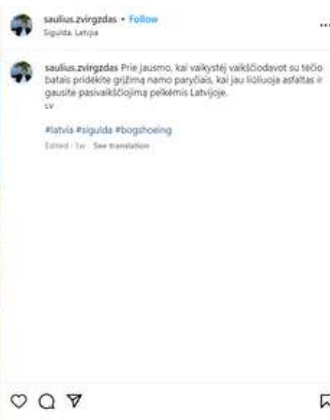 saulius.zvirgzdas • Follow
Sigulda, Latvija
saulius.zvirgzdas Prie jausmo, kai vaikystėj vaikščiodavot su tėčio
batais pridėkite grįžimą namo paryčiais, kai jau liūliuoja asfaltas ir
gausite pasivaikščiojimą pelkėmis Latvijoje.
LV
#latvia #sigulda #bogshoeing
Edited · 1w See translation